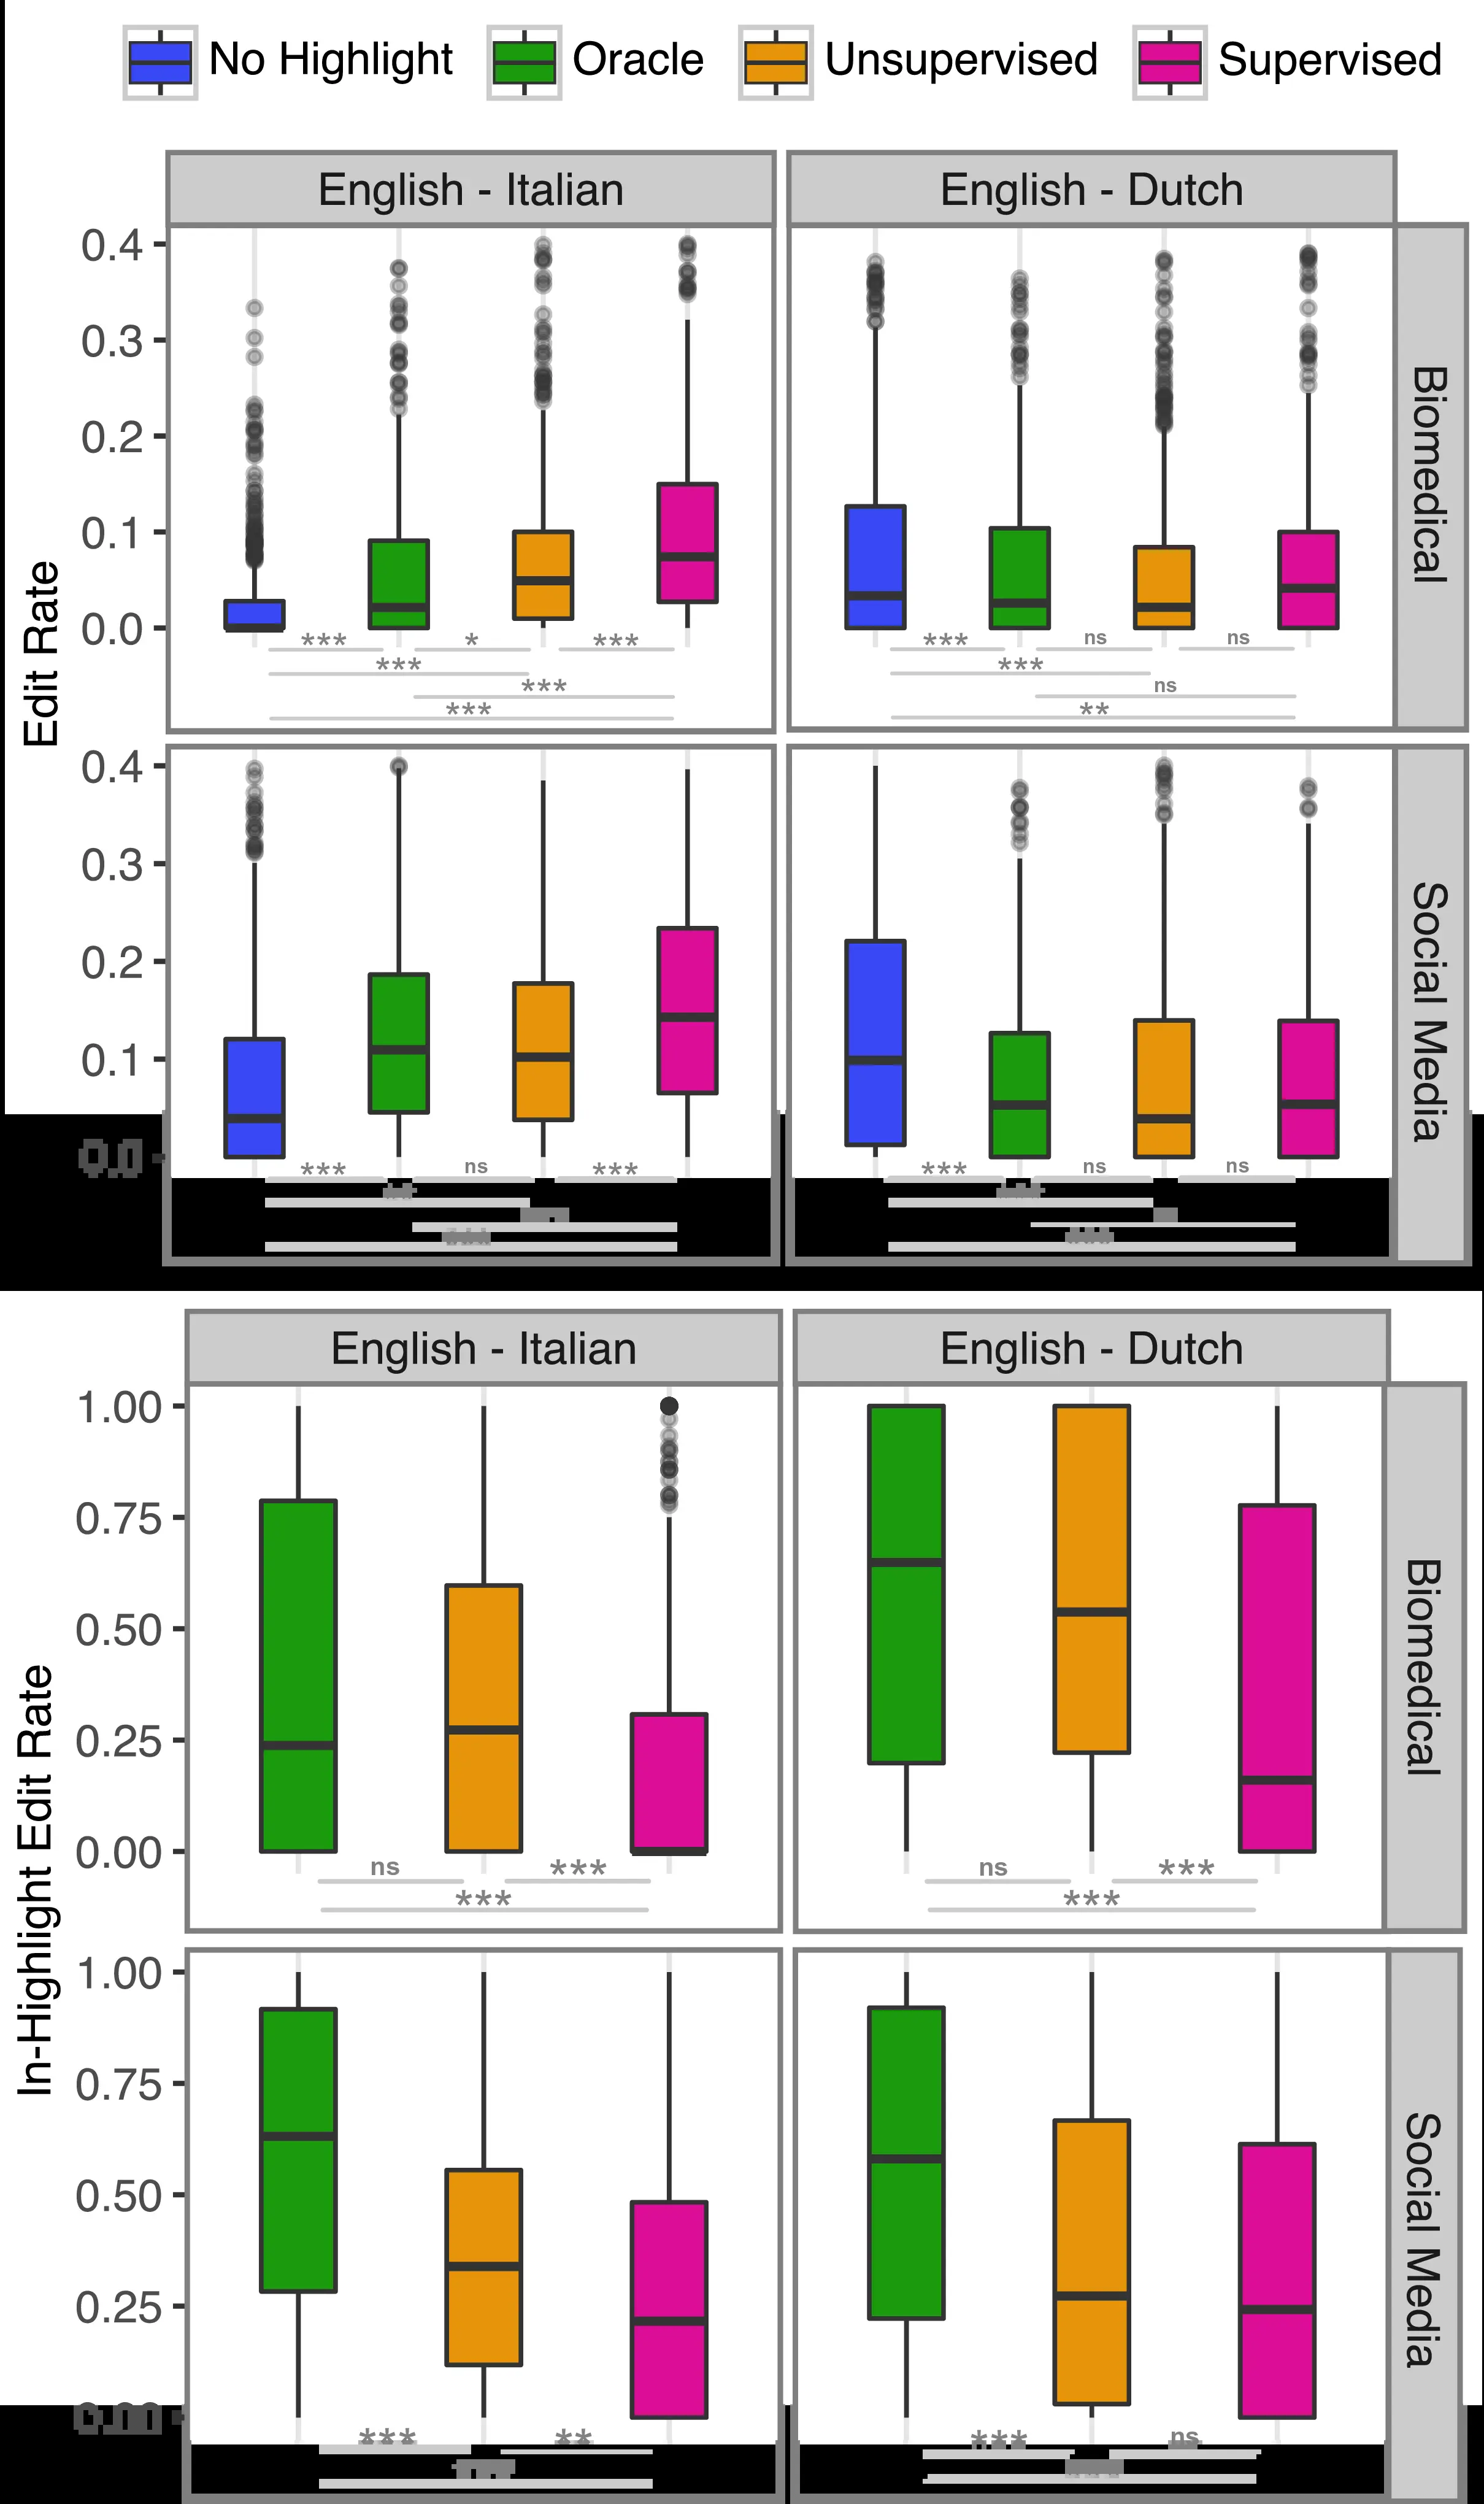 No Highlight Oracle Unsupervised Supervised
English - Italian English - Dutch
Edit Rate
0.4
0.3
0.2
0.1
0.0
*** * ***
***
***
***
*** ns ns
***
ns
**
Biomedical
0.4
0.3
0.2
0.1
*** ns ***
*** ns ns
Social Media
English - Italian English - Dutch
In-Highlight Edit Rate
1.00
0.75
0.50
0.25
0.00
ns ***
***
ns ***
***
Biomedical
1.00
0.75
0.50
0.25
*** **
*** ns
Social Media